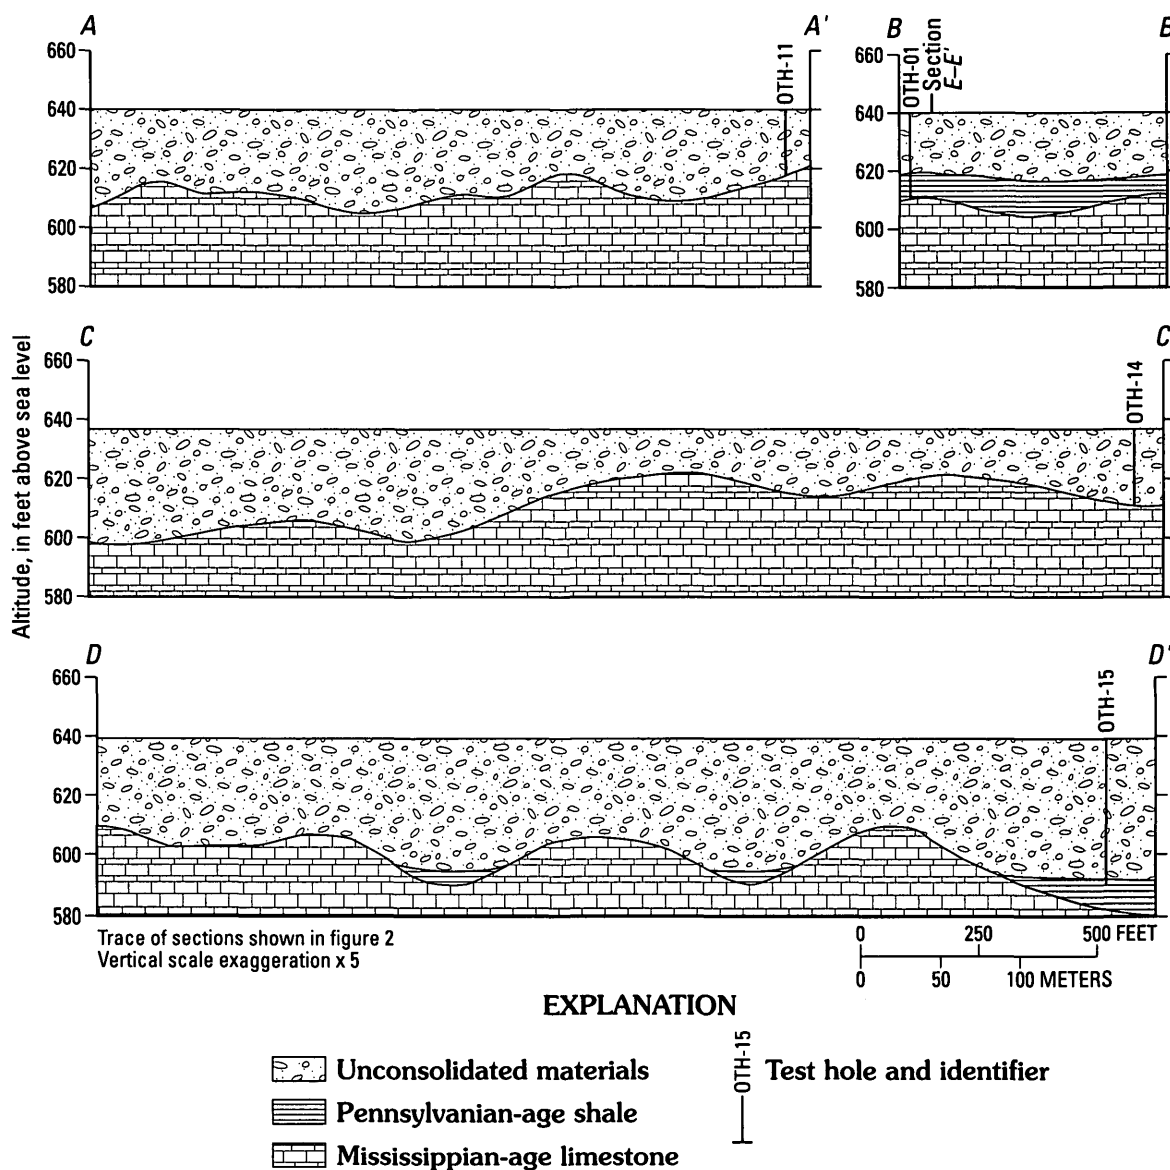 A
A'
660
640
620
600
580
OTH-11
B
B
660
640
620
600
580
OTH-01
Section
E–E'
Altitude, in feet above sea level
C
C
660
640
620
600
580
OTH-14
D
D'
660
640
620
600
580
OTH-15
Trace of sections shown in figure 2
Vertical scale exaggeration x 5
0 250 500 FEET
0 50 100 METERS
EXPLANATION
Unconsolidated materials
Pennsylvanian-age shale
Mississippian-age limestone
OTH-15
Test hole and identifier